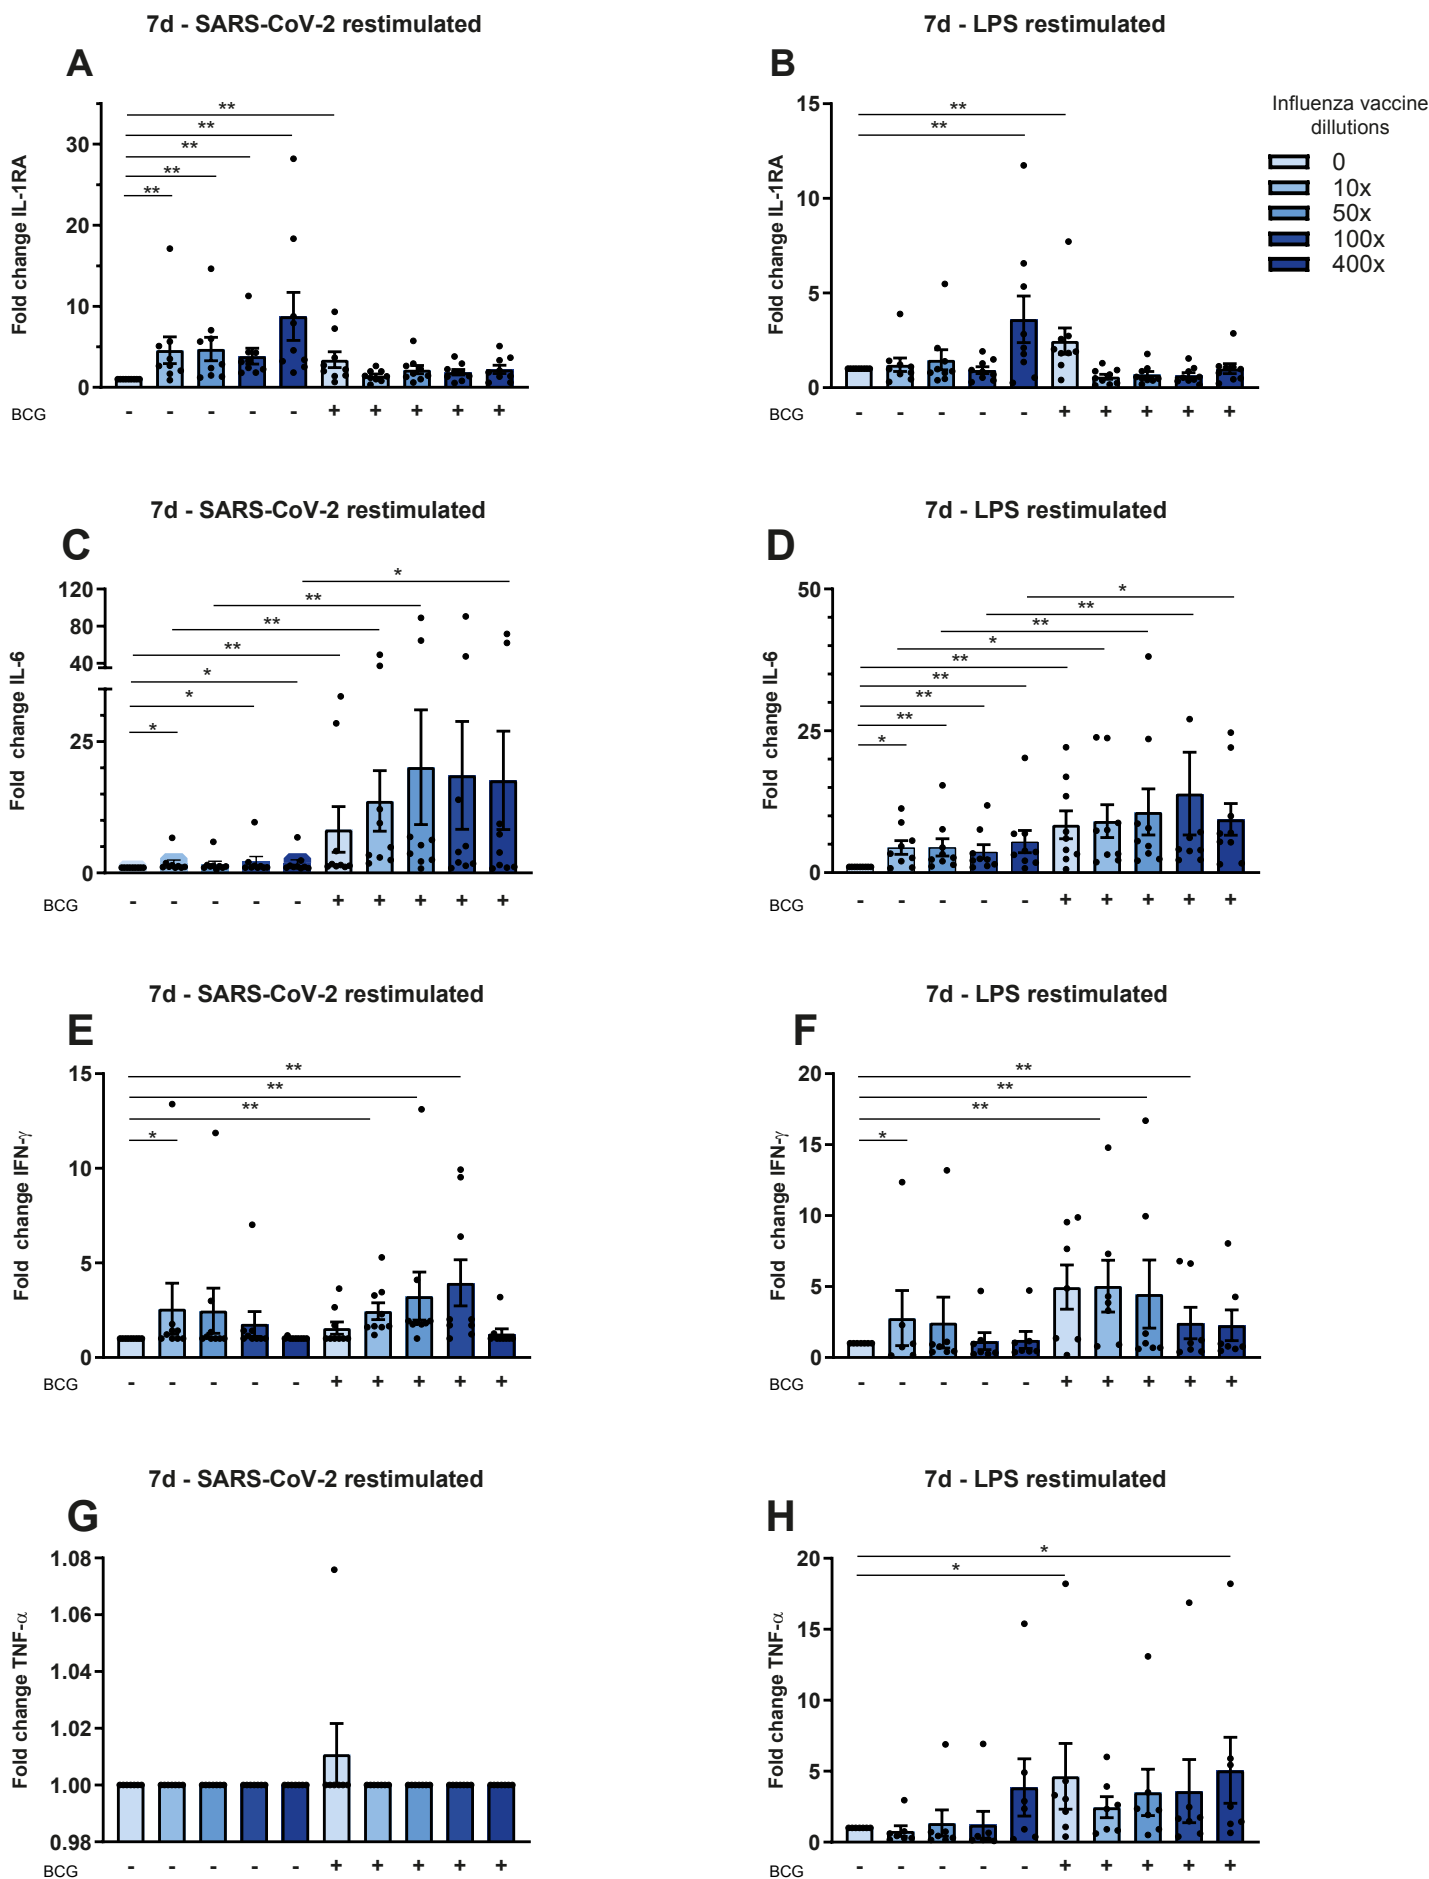 7d - SARS-CoV-2 restimulated
A
Fold change IL-1RA
30
20
10
0
**
**
**
**
**
BCG - - - - - + + + + +
7d - LPS restimulated
B
Fold change IL-1RA
15
10
5
0
**
**
BCG - - - - - + + + + +
Influenza vaccine
dillutions
0
10x
50x
100x
400x
7d - SARS-CoV-2 restimulated
C
Fold change IL-6
120
80
40
25
0
*
**
**
**
*
*
*
BCG - - - - - + + + + +
7d - LPS restimulated
D
Fold change IL-6
50
25
0
*
**
**
*
**
**
**
**
*
BCG - - - - - + + + + +
7d - SARS-CoV-2 restimulated
E
Fold change IFN-γ
15
10
5
0
**
**
**
*
BCG - - - - - + + + + +
7d - LPS restimulated
F
Fold change IFN-γ
20
15
10
5
0
**
**
**
*
BCG - - - - - + + + + +
7d - SARS-CoV-2 restimulated
G
Fold change TNF-α
1.08
1.06
1.04
1.02
1.00
0.98
BCG - - - - - + + + + +
7d - LPS restimulated
H
Fold change TNF-α
20
15
10
5
0
*
*
BCG - - - - - + + + + +